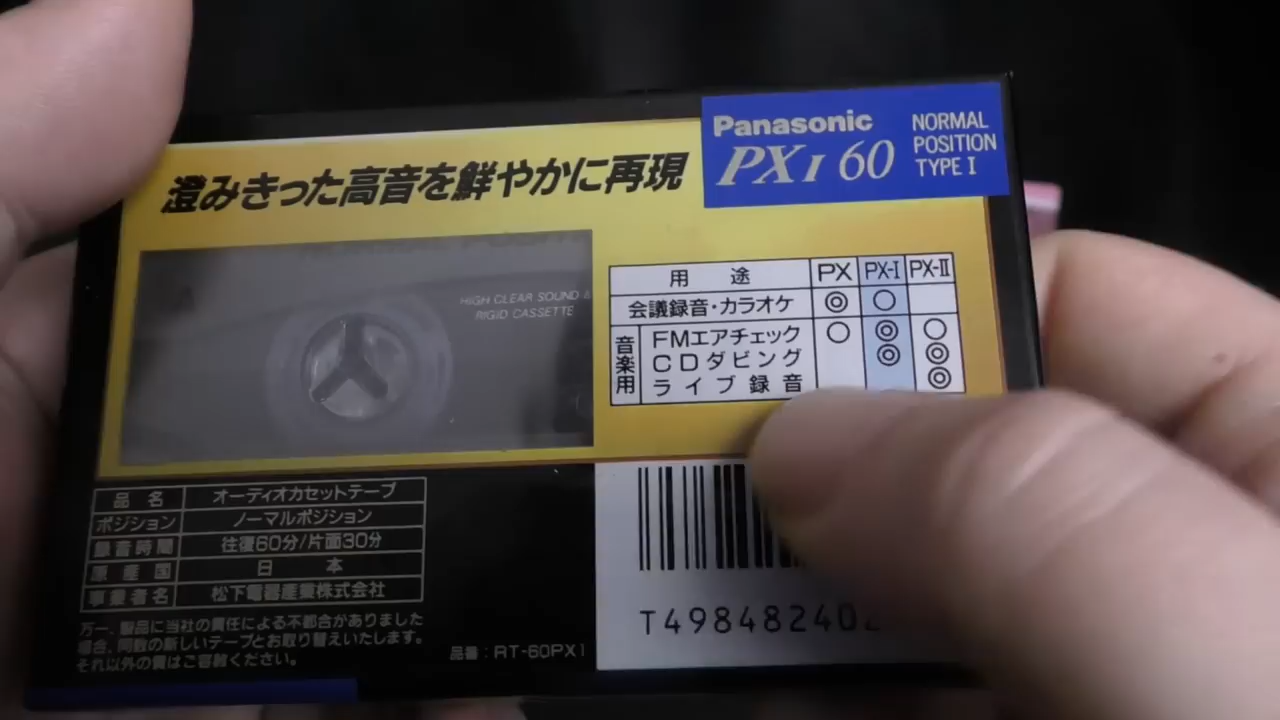 Panasonic
PX I 60
NORMAL
POSITION
TYPE I
澄みきった高音を鮮やかに再現
HIGH CLEAR SOUND &
RIGID CASSETTE
用途 PX PX-I PX-II
会議録音・カラオケ ◎ ○
音楽用
FMエアチェック ○ ◎ ○
CDダビング ◎ ◎
ライブ録音 ◎
品名 オーディオカセットテープ
ポジション ノーマルポジション
録音時間 往復60分/片面30分
原産国 日本
事業者名 松下電器産業株式会社
万一、製品に当社の責任による不都合がありました
場合、同数の新しいテープとお取り替えいたします。
それ以外の責はご容赦ください。
品番：RT-60PX1
T49848240